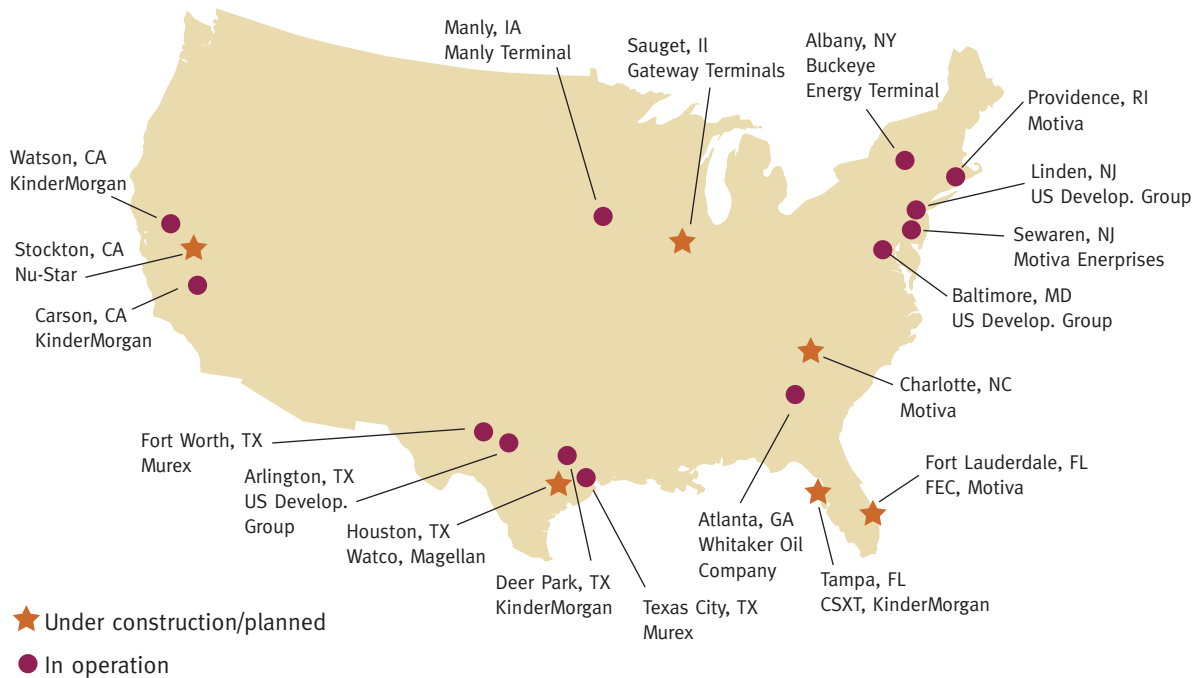 Manly, IA
Manly Terminal
Sauget, Il
Gateway Terminals
Albany, NY
Buckeye
Energy Terminal
Providence, RI
Motiva
Watson, CA
KinderMorgan
Linden, NJ
US Develop. Group
Stockton, CA
Nu-Star
Sewaren, NJ
Motiva Enerprises
Carson, CA
KinderMorgan
Baltimore, MD
US Develop. Group
Charlotte, NC
Motiva
Fort Worth, TX
Murex
Arlington, TX
US Develop.
Group
Fort Lauderdale, FL
FEC, Motiva
Houston, TX
Watco, Magellan
Atlanta, GA
Whitaker Oil
Company
Deer Park, TX
KinderMorgan
Texas City, TX
Murex
Tampa, FL
CSXT, KinderMorgan
Under construction/planned
In operation